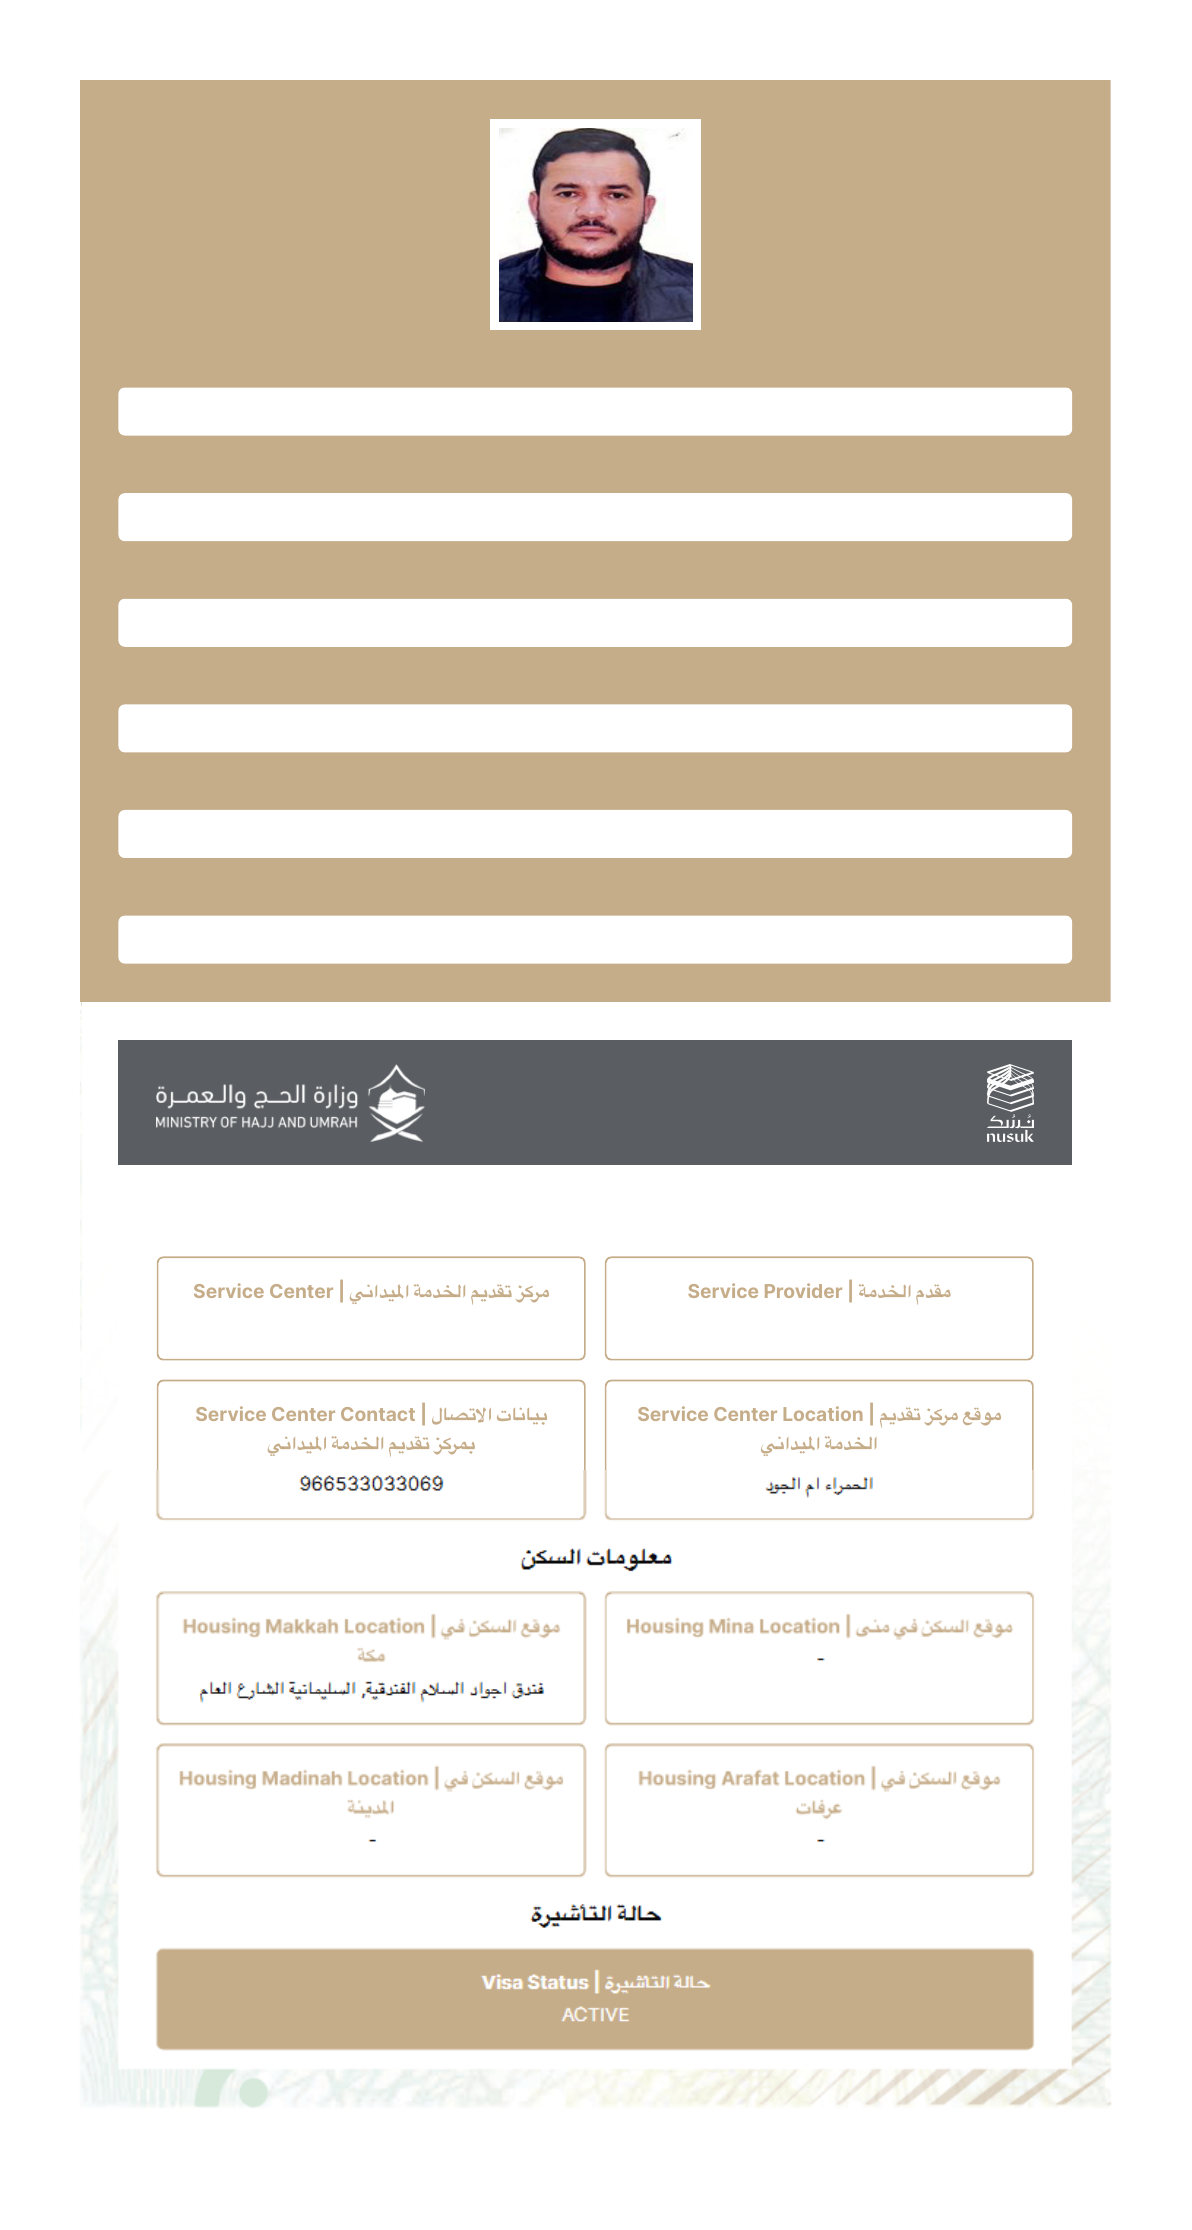 وزارة الحـج والـعمـرة
MINISTRY OF HAJJ AND UMRAH
نُسُك
nusuk
Service Provider | مقدم الخدمة
Service Center | مركز تقديم الخدمة الميداني
Service Center Location | موقع مركز تقديم
الخدمة الميداني
الحمراء ام الجود
Service Center Contact | بيانات الاتصال
بمركز تقديم الخدمة الميداني
966533033069
معلومات السكن
Housing Mina Location | موقع السكن في منى
-
Housing Makkah Location | موقع السكن في
مكة
فندق اجواد السلام الفندقية, السليمانية الشارع العام
Housing Arafat Location | موقع السكن في
عرفات
-
Housing Madinah Location | موقع السكن في
المدينة
-
حالة التأشيرة
Visa Status | حالة التأشيرة
ACTIVE